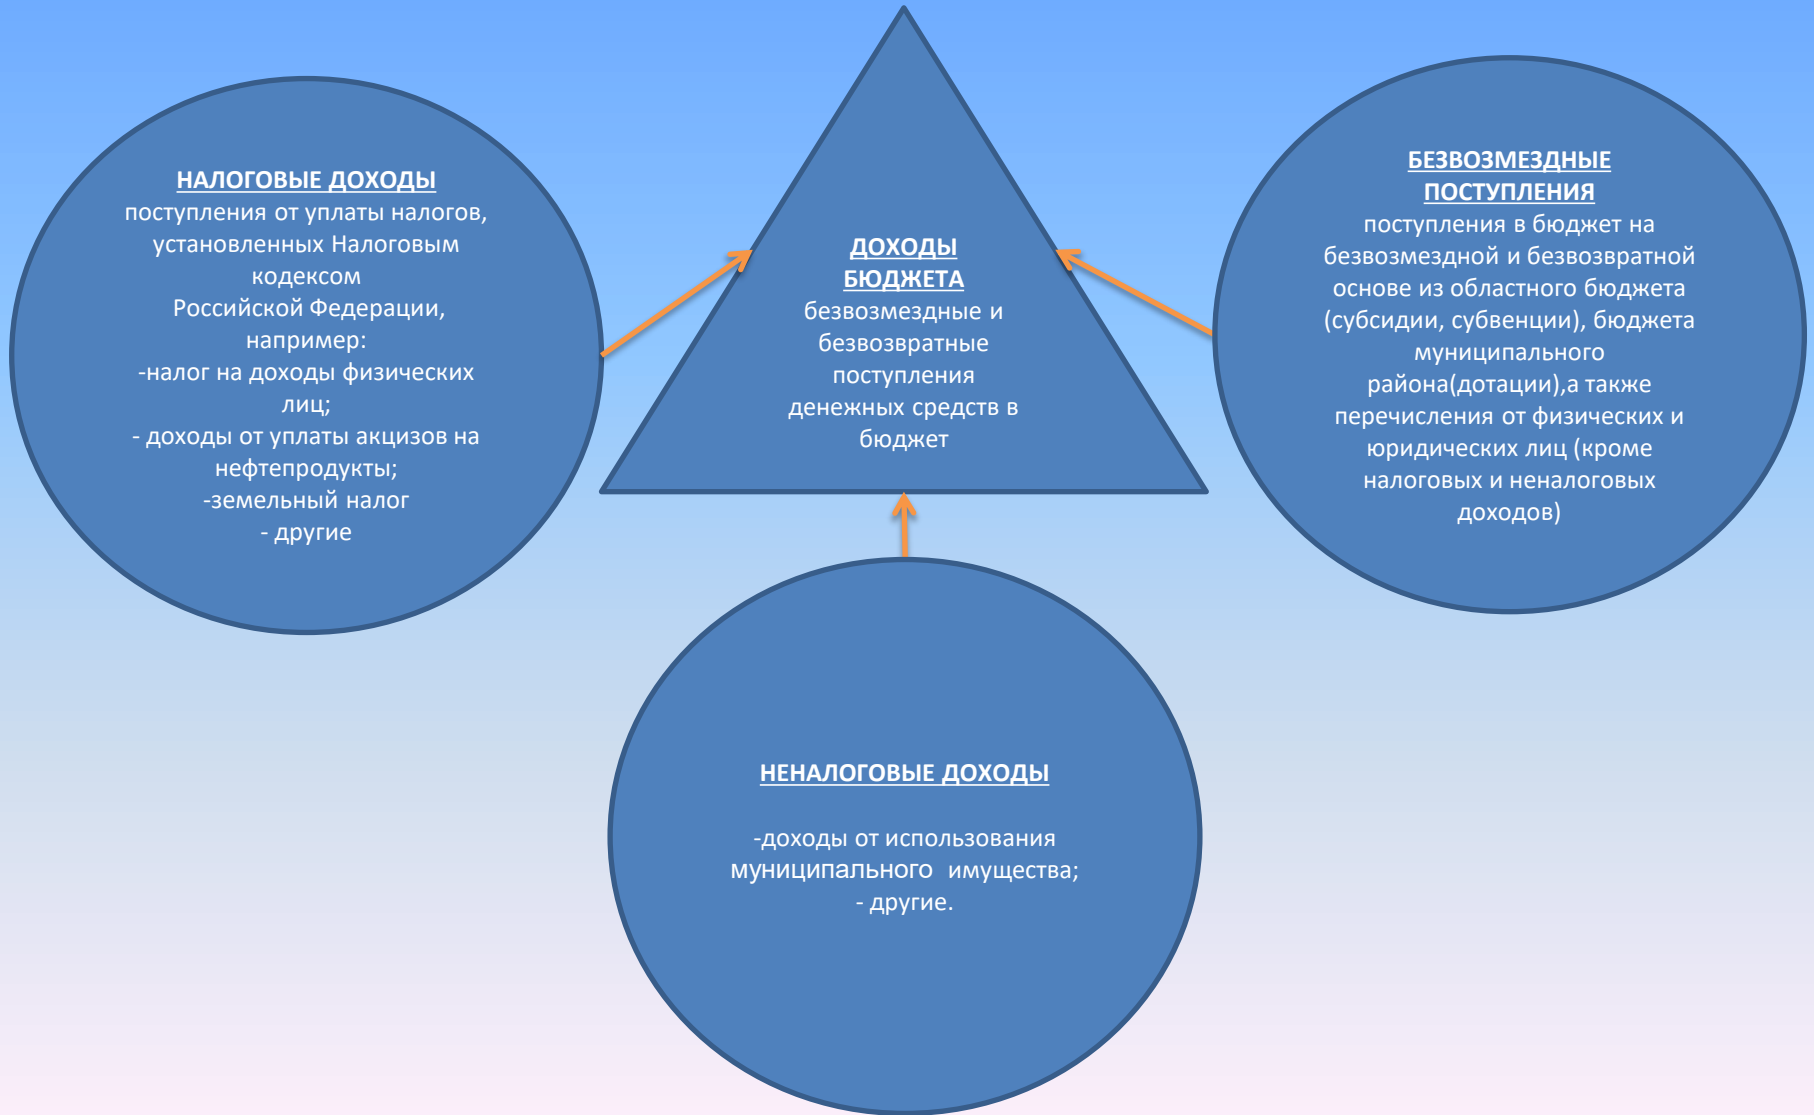 НАЛОГОВЫЕ ДОХОДЫ
поступления от уплаты налогов,
установленных Налоговым
кодексом
Российской Федерации,
например:
-налог на доходы физических
лиц;
- доходы от уплаты акцизов на
нефтепродукты;
-земельный налог
- другие
ДОХОДЫ
БЮДЖЕТА
безвозмездные и
безвозвратные
поступления
денежных средств в
бюджет
БЕЗВОЗМЕЗДНЫЕ
ПОСТУПЛЕНИЯ
поступления в бюджет на
безвозмездной и безвозвратной
основе из областного бюджета
(субсидии, субвенции), бюджета
муниципального
района(дотации),а также
перечисления от физических и
юридических лиц (кроме
налоговых и неналоговых
доходов)
НЕНАЛОГОВЫЕ ДОХОДЫ
-доходы от использования
муниципального имущества;
- другие.